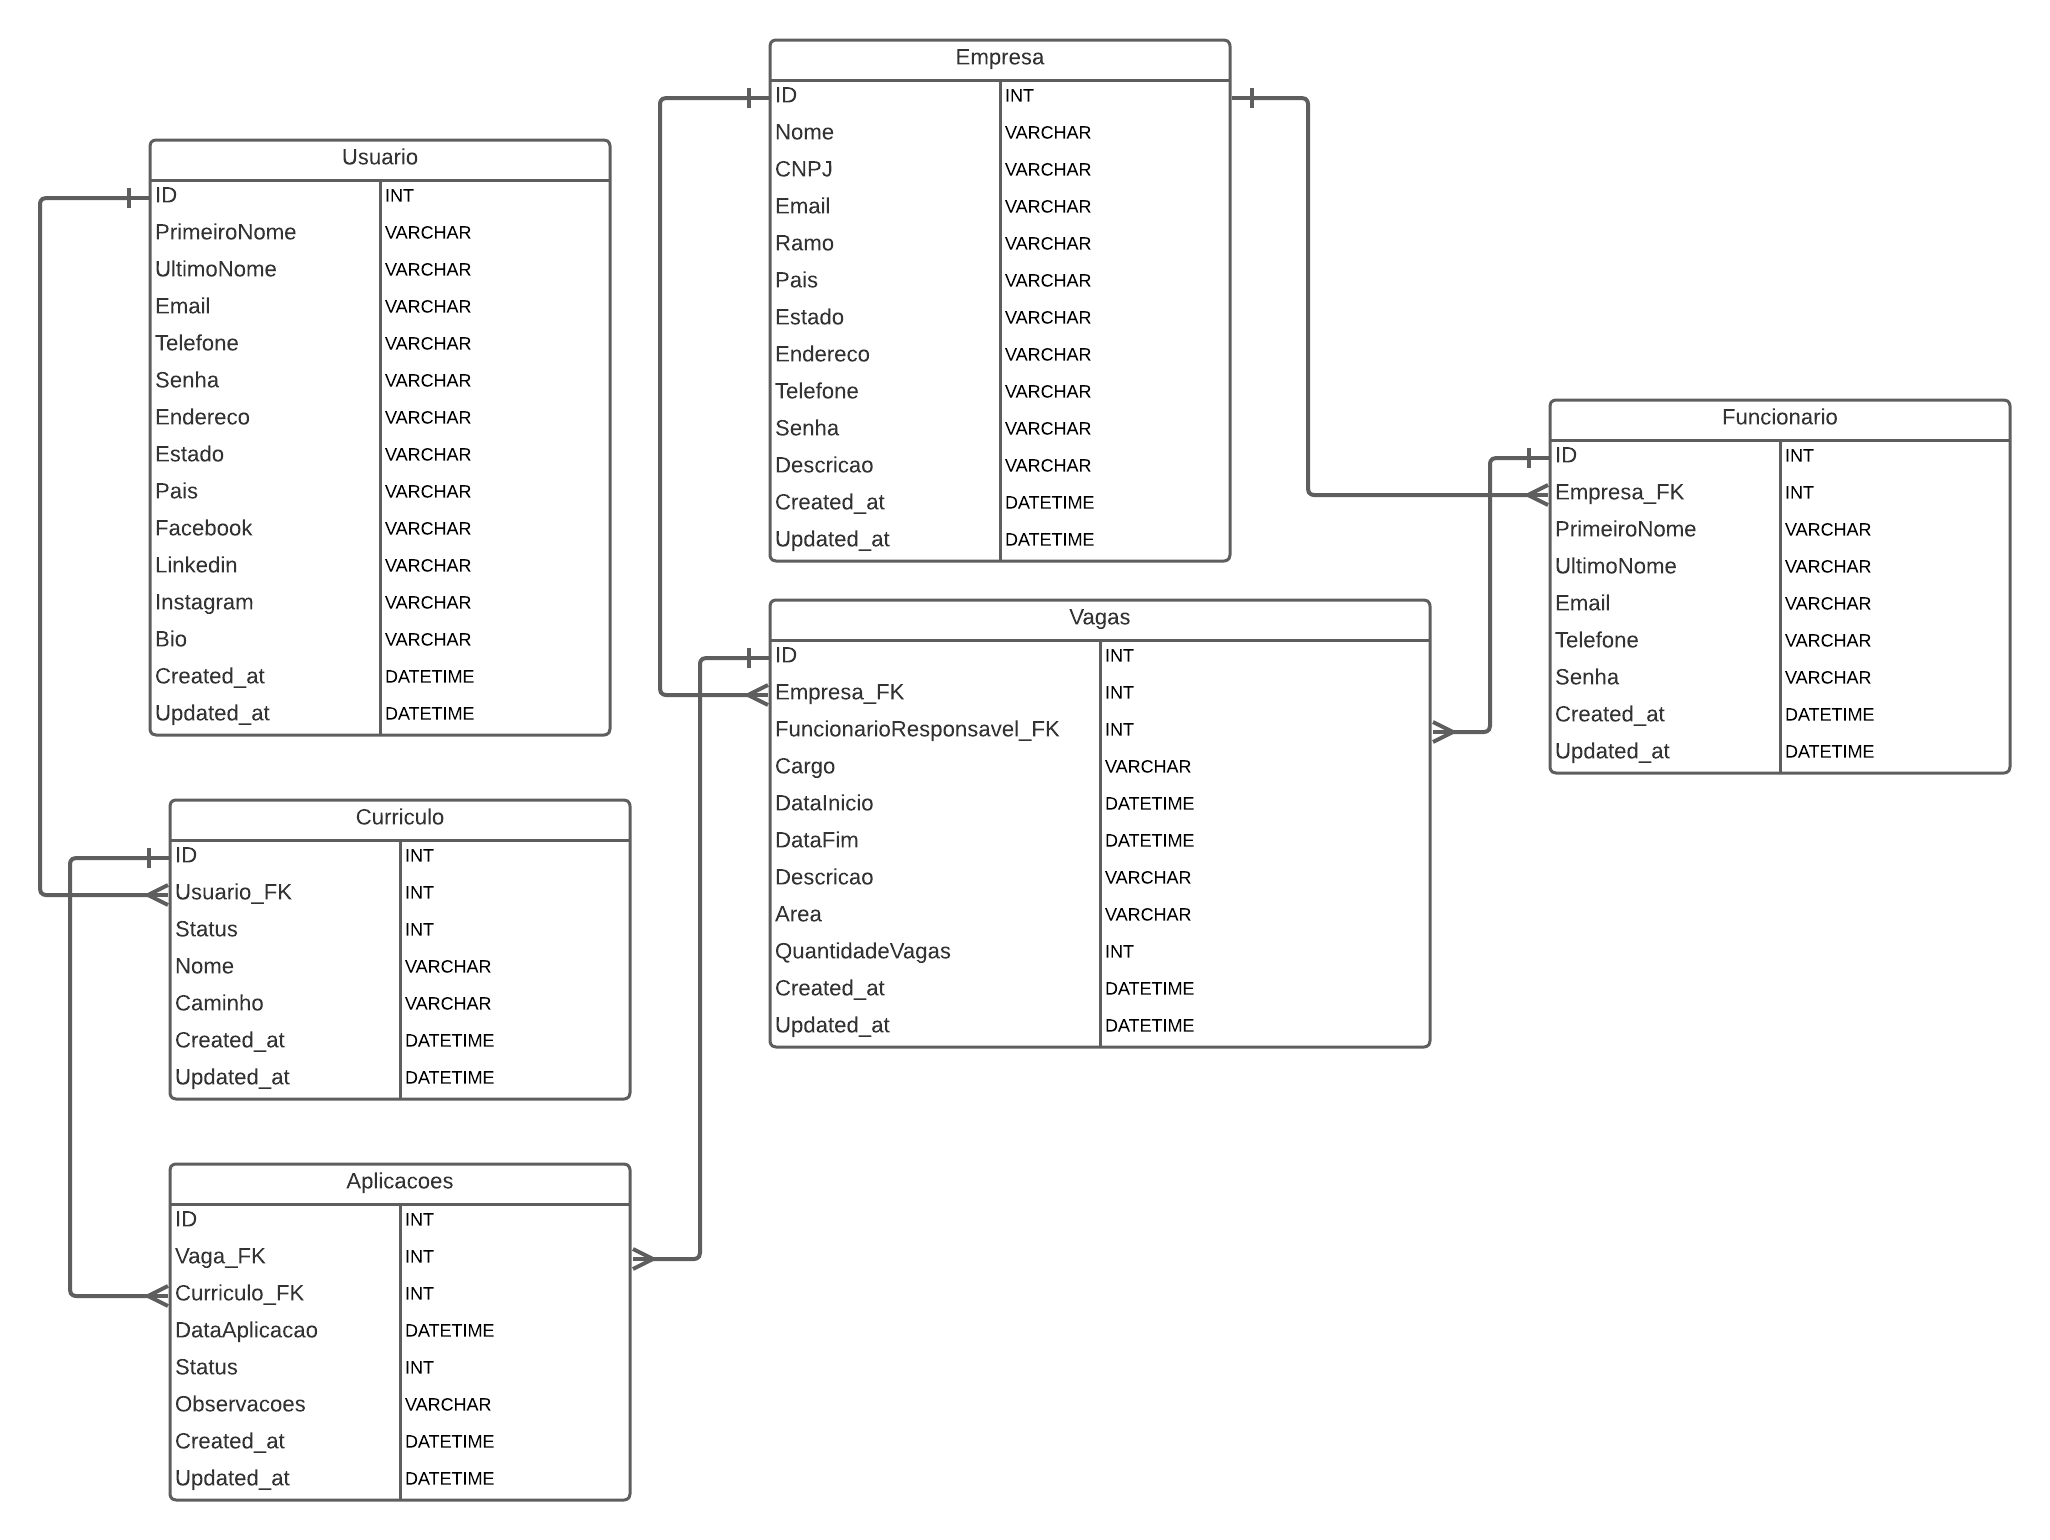 Empresa
ID INT
Nome VARCHAR
CNPJ VARCHAR
Email VARCHAR
Ramo VARCHAR
Pais VARCHAR
Estado VARCHAR
Endereco VARCHAR
Telefone VARCHAR
Senha VARCHAR
Descricao VARCHAR
Created_at DATETIME
Updated_at DATETIME
Usuario
ID INT
PrimeiroNome VARCHAR
UltimoNome VARCHAR
Email VARCHAR
Telefone VARCHAR
Senha VARCHAR
Endereco VARCHAR
Estado VARCHAR
Pais VARCHAR
Facebook VARCHAR
Linkedin VARCHAR
Instagram VARCHAR
Bio VARCHAR
Created_at DATETIME
Updated_at DATETIME
Funcionario
ID INT
Empresa_FK INT
PrimeiroNome VARCHAR
UltimoNome VARCHAR
Email VARCHAR
Telefone VARCHAR
Senha VARCHAR
Created_at DATETIME
Updated_at DATETIME
Vagas
ID INT
Empresa_FK INT
FuncionarioResponsavel_FK INT
Cargo VARCHAR
DataInicio DATETIME
DataFim DATETIME
Descricao VARCHAR
Area VARCHAR
QuantidadeVagas INT
Created_at DATETIME
Updated_at DATETIME
Curriculo
ID INT
Usuario_FK INT
Status INT
Nome VARCHAR
Caminho VARCHAR
Created_at DATETIME
Updated_at DATETIME
Aplicacoes
ID INT
Vaga_FK INT
Curriculo_FK INT
DataAplicacao DATETIME
Status INT
Observacoes VARCHAR
Created_at DATETIME
Updated_at DATETIME